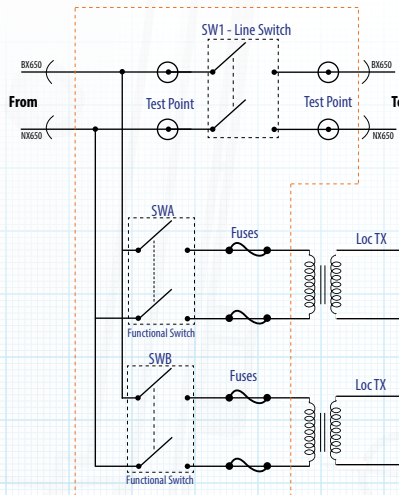 SW1 - Line Switch
BX650
BX650
From
Test Point
Test Point
NX650
NX650
SWA
Fuses
Loc TX
Functional Switch
SWB
Fuses
Loc TX
Functional Switch